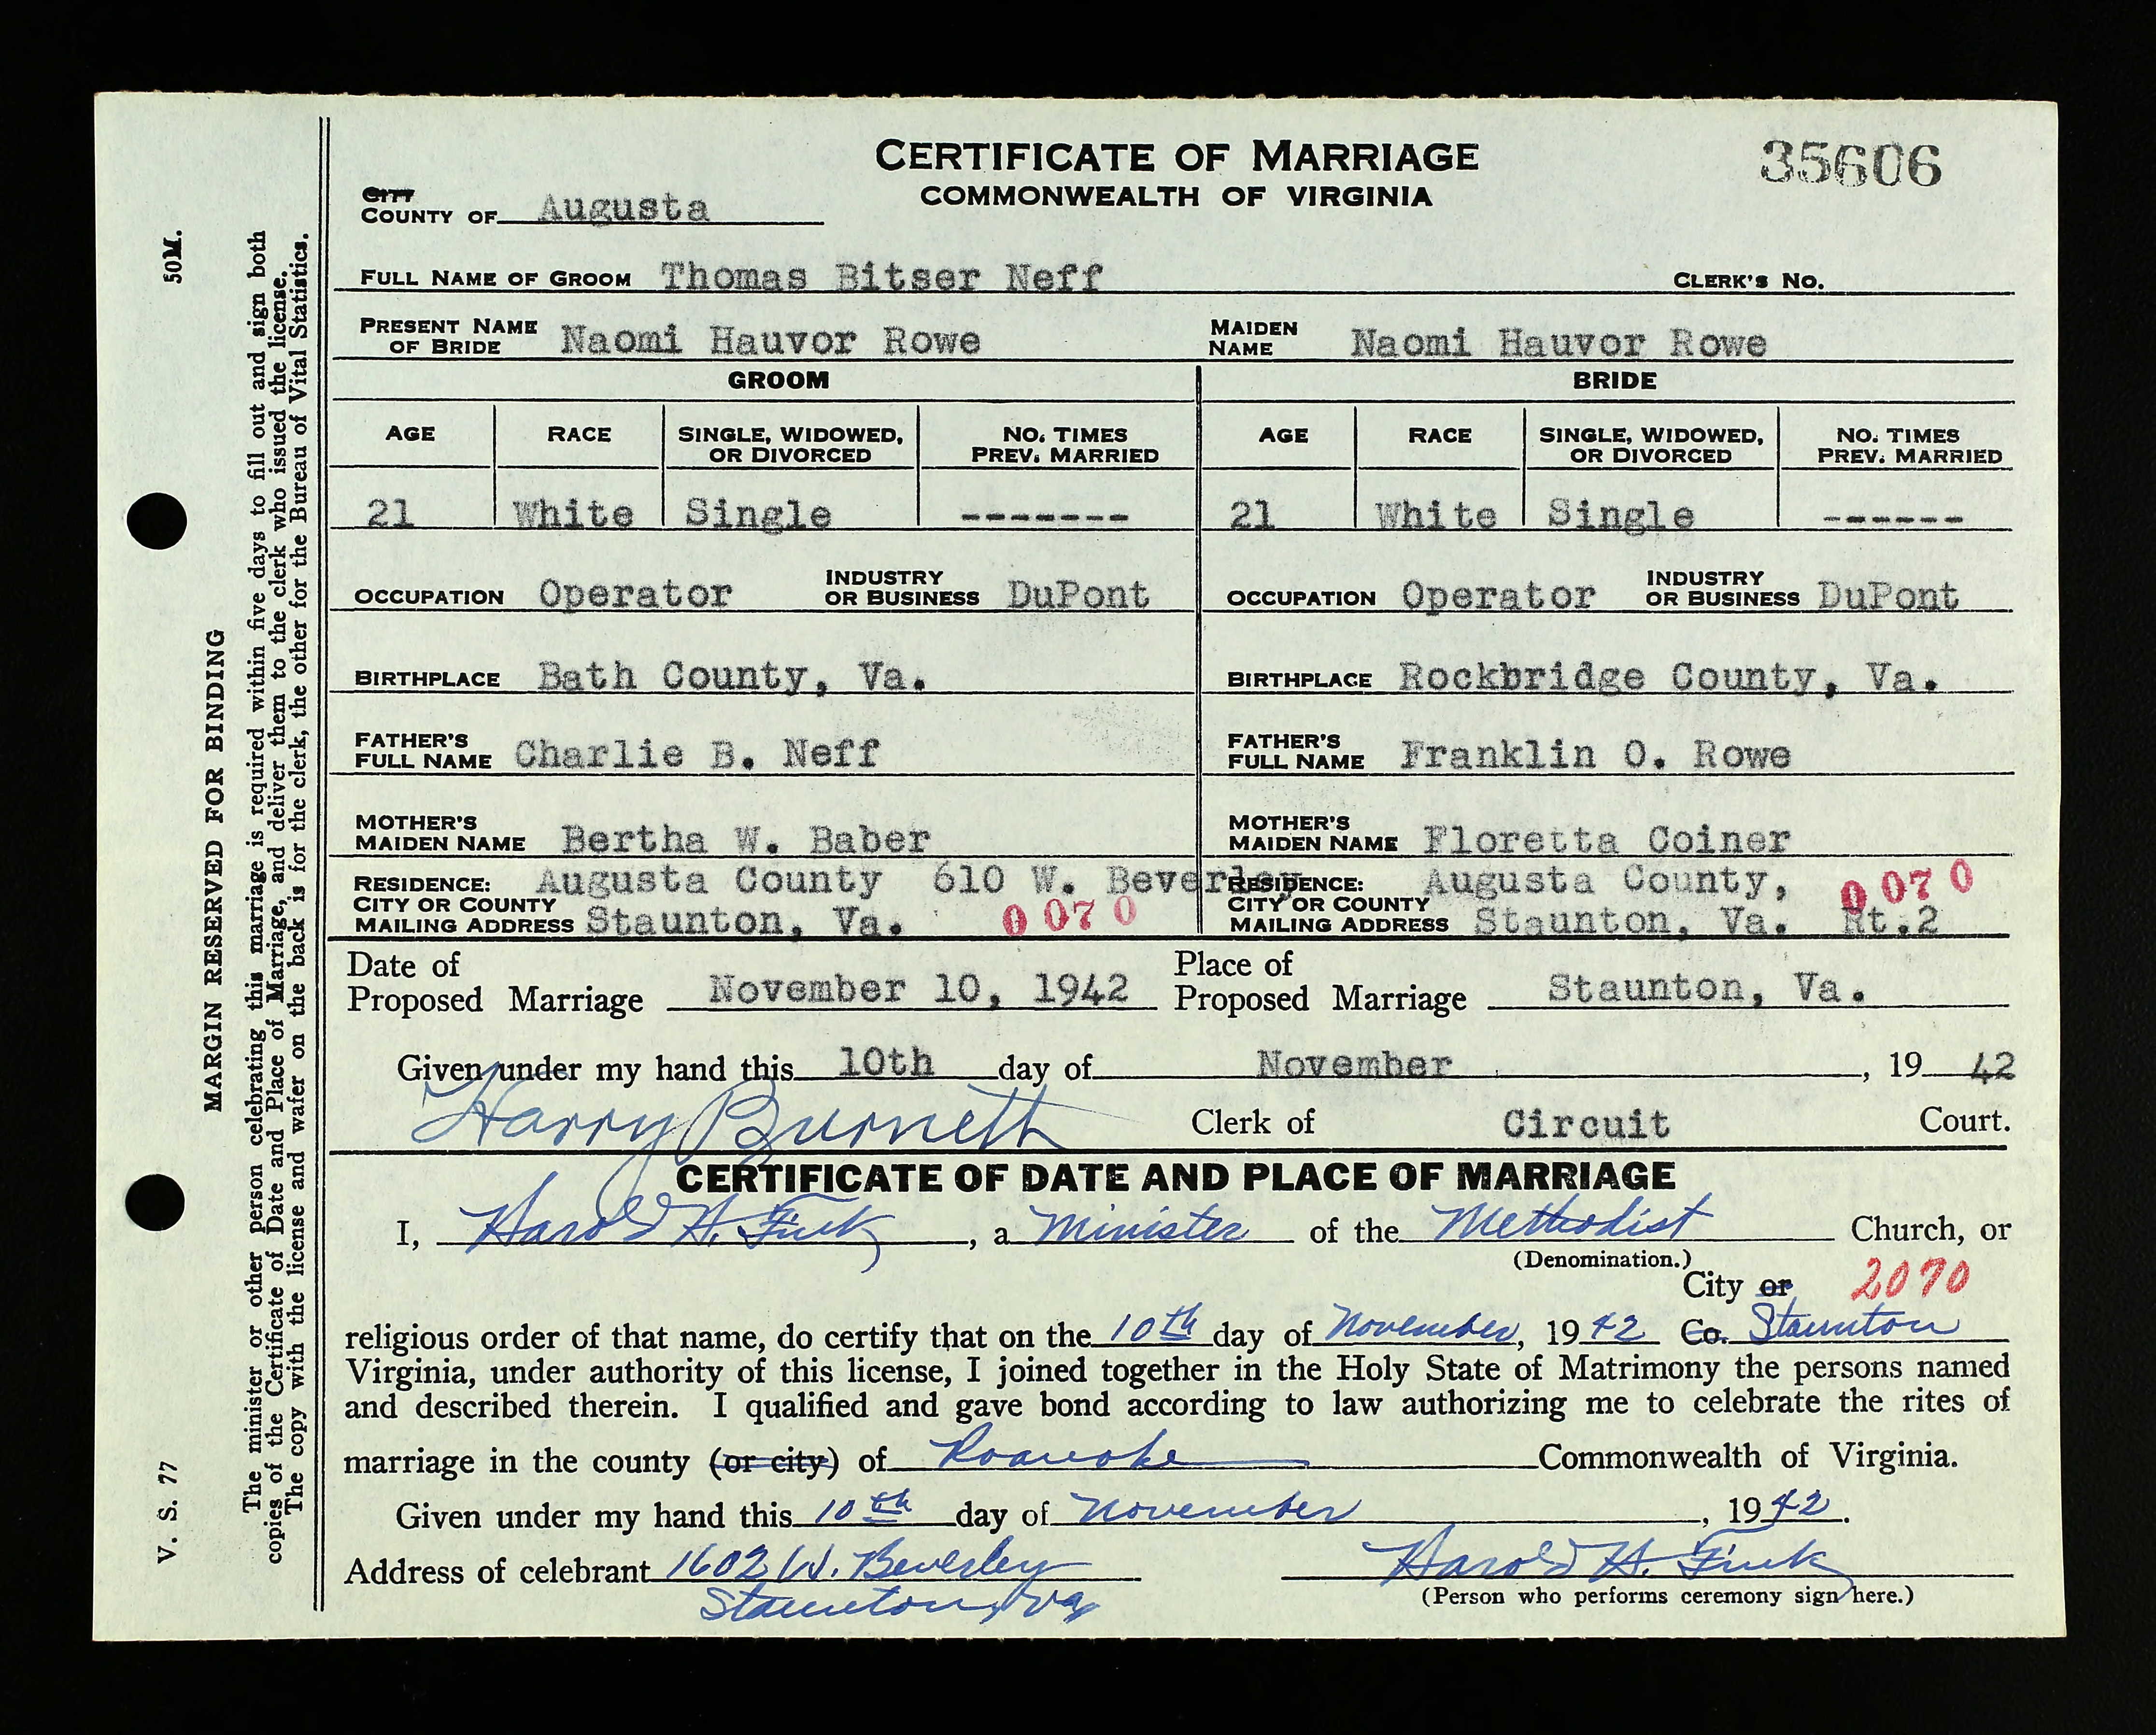 CERTIFICATE OF MARRIAGE
COMMONWEALTH OF VIRGINIA
35606
CITY
COUNTY OF Augusta
FULL NAME OF GROOM Thomas Bitser Neff CLERK'S No.
PRESENT NAME OF BRIDE Naomi Hauvor Rowe MAIDEN NAME Naomi Hauvor Rowe
GROOM BRIDE
AGE RACE SINGLE, WIDOWED, OR DIVORCED NO. TIMES PREV. MARRIED AGE RACE SINGLE, WIDOWED, OR DIVORCED NO. TIMES PREV. MARRIED
21 White Single ------- 21 White Single ------
OCCUPATION Operator INDUSTRY OR BUSINESS DuPont OCCUPATION Operator INDUSTRY OR BUSINESS DuPont
BIRTHPLACE Bath County, Va. BIRTHPLACE Rockbridge County, Va.
FATHER'S FULL NAME Charlie B. Neff FATHER'S FULL NAME Franklin O. Rowe
MOTHER'S MAIDEN NAME Bertha W. Baber MOTHER'S MAIDEN NAME Floretta Coiner
RESIDENCE: CITY OR COUNTY Augusta County 610 W. Beverley RESIDENCE: CITY OR COUNTY Augusta County, 0 07 0
MAILING ADDRESS Staunton, Va. 0 07 0 MAILING ADDRESS Staunton, Va. Rt.2
Date of Proposed Marriage November 10, 1942 Place of Proposed Marriage Staunton, Va.
Given under my hand this 10th day of November, 19 42
Harry Burnett Clerk of Circuit Court.
CERTIFICATE OF DATE AND PLACE OF MARRIAGE
I, Harold H. Fink, a Minister of the Methodist Church, or
(Denomination.)
City or 2070
religious order of that name, do certify that on the 10th day of November, 1942 Co. Staunton
Virginia, under authority of this license, I joined together in the Holy State of Matrimony the persons named
and described therein. I qualified and gave bond according to law authorizing me to celebrate the rites of
marriage in the county (or city) of Roanoke Commonwealth of Virginia.
Given under my hand this 10th day of November, 1942.
Address of celebrant 1602 W. Beverley Harold H. Fink
Staunton, Va (Person who performs ceremony sign here.)
V. S. 77 50M.
MARGIN RESERVED FOR BINDING
The minister or other person celebrating this marriage is required within five days to fill out and sign both
copies of the Certificate of Date and Place of Marriage, and deliver them to the clerk who issued the license.
The copy with the license and wafer on the back is for the clerk, the other for the Bureau of Vital Statistics.